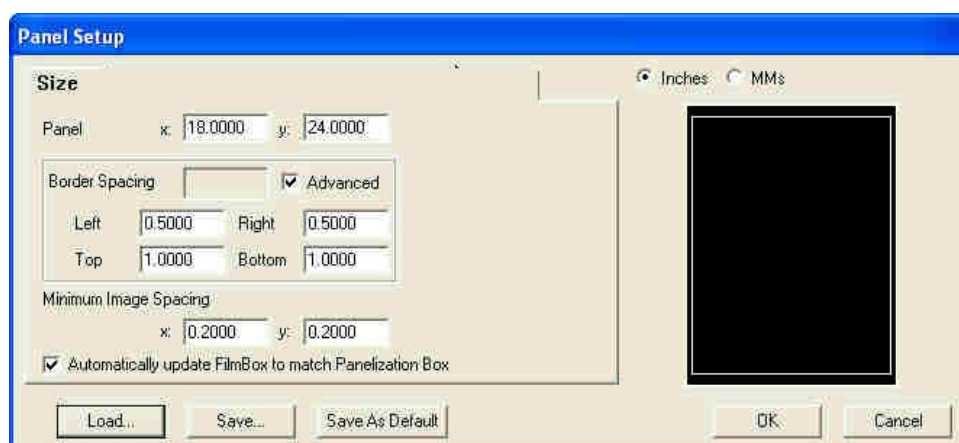 Panel Setup
Size
Inches MMs
Panel x: 18.0000 y: 24.0000
Border Spacing Advanced
Left 0.5000 Right 0.5000
Top 1.0000 Bottom 1.0000
Minimum Image Spacing
x: 0.2000 y: 0.2000
Automatically update FilmBox to match Panelization Box
Load... Save... Save As Default OK Cancel